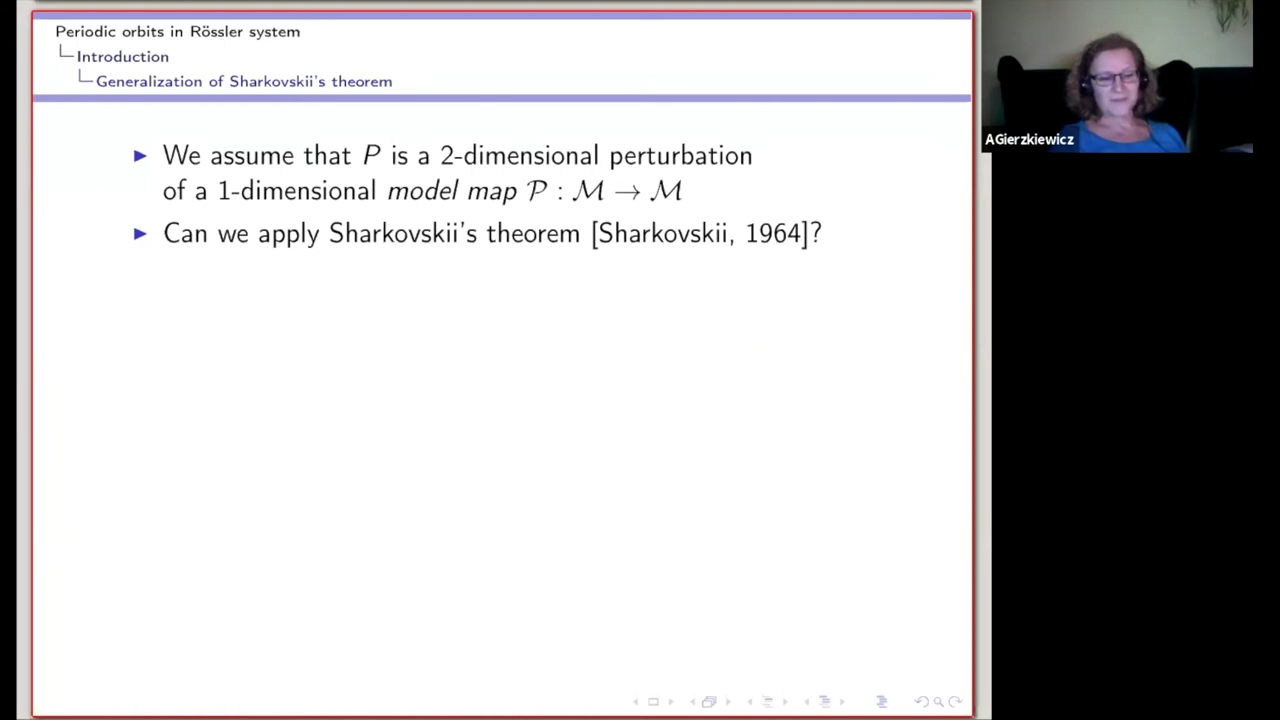 Periodic orbits in Rössler system
Introduction
Generalization of Sharkovskii's theorem
We assume that P is a 2-dimensional perturbation
of a 1-dimensional model map 𝒫 : ℳ → ℳ
Can we apply Sharkovskii's theorem [Sharkovskii, 1964]?
AGierzkiewicz